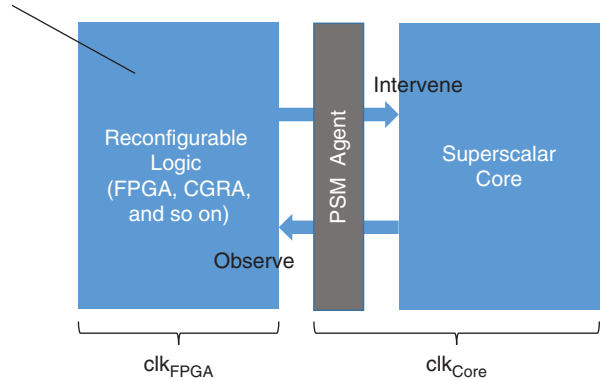 Intervene
Reconfigurable
Logic
(FPGA, CGRA,
and so on)
PSM Agent
Superscalar
Core
Observe
clkFPGA
clkCore